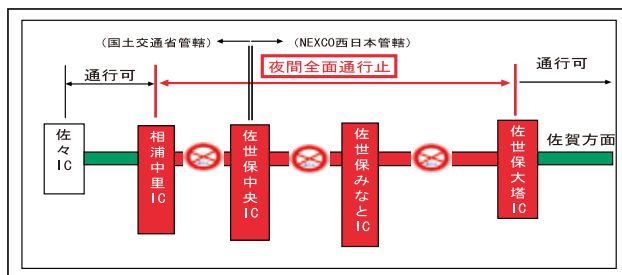 (国土交通省管轄) (NEXCO西日本管轄)
通行可 夜間全面通行止 通行可
佐々IC
相浦中里IC
佐世保中央IC
佐世保みなとIC
佐世保大塔IC
佐賀方面